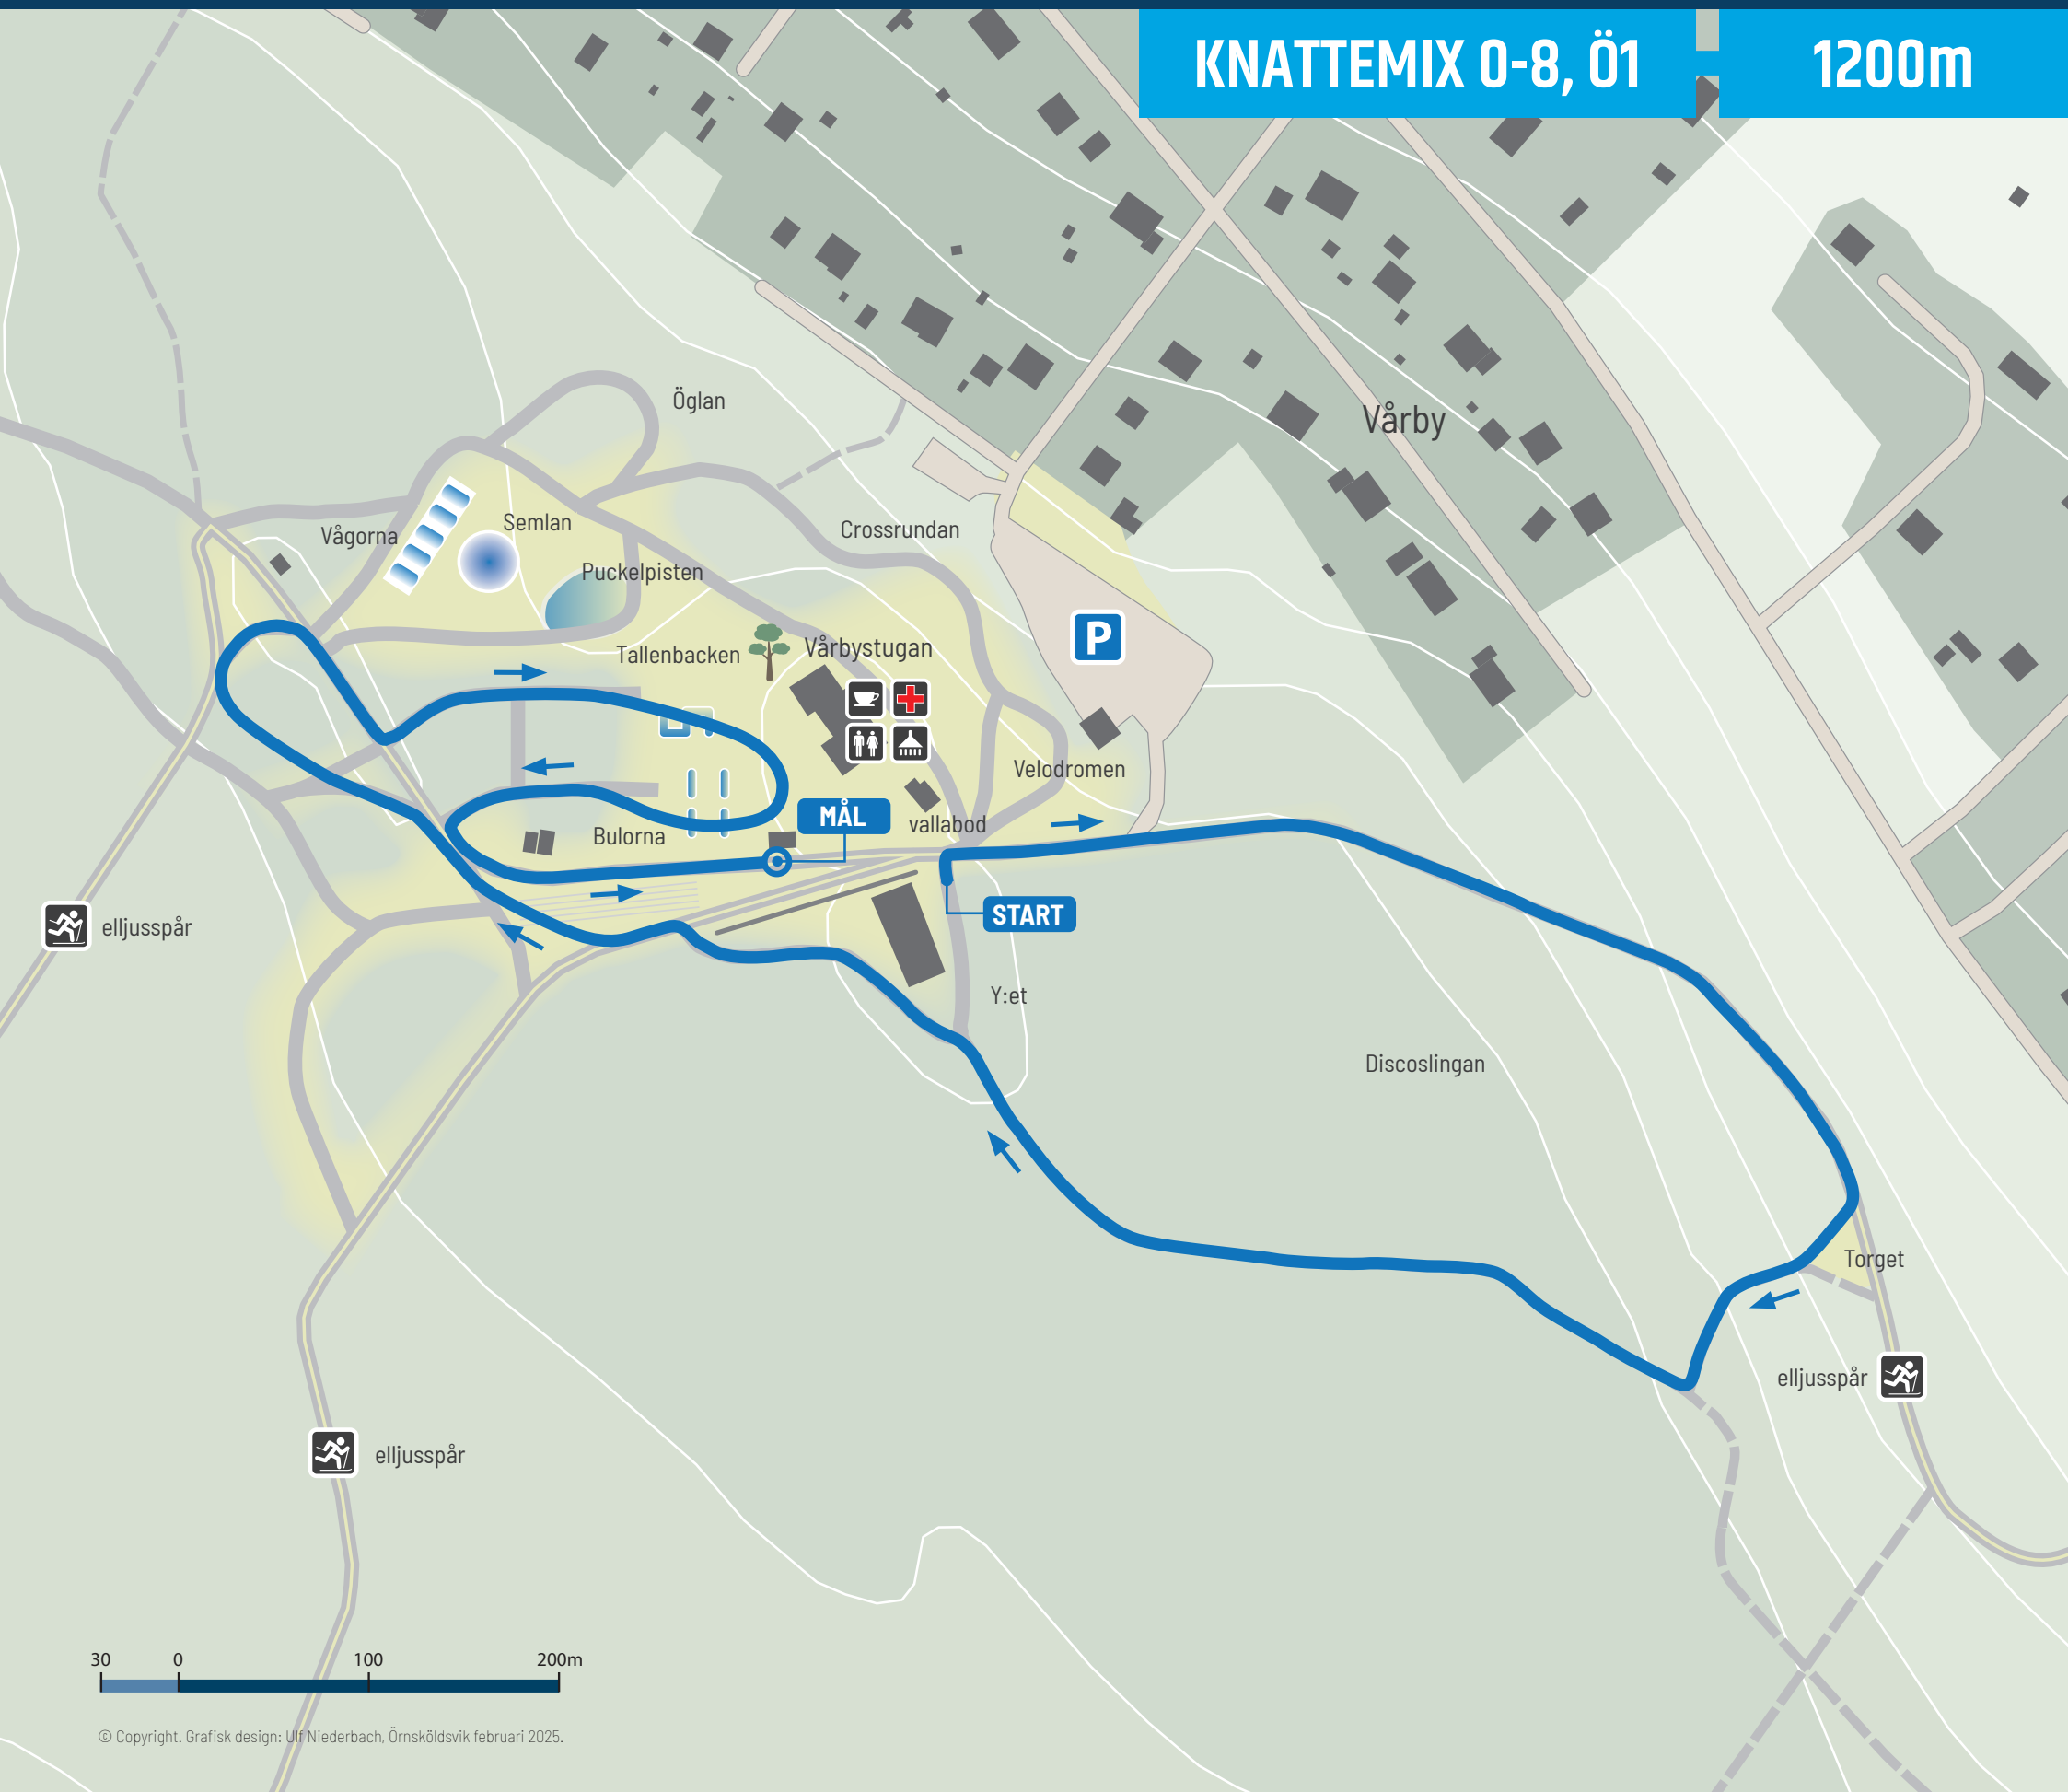 KNATTEMIX 0-8, Ö1
1200m
Öglan
Vårby
Semlan
Vågorna
Crossrundan
Puckelpisten
Vårbystugan
Tallenbacken
P
Velodromen
MÅL
vallabod
Bulorna
START
elljusspår
Y:et
Discoslingan
Torget
elljusspår
elljusspår
30 0 100 200m
© Copyright. Grafisk design: Ulf Niederbach, Örnsköldsvik februari 2025.